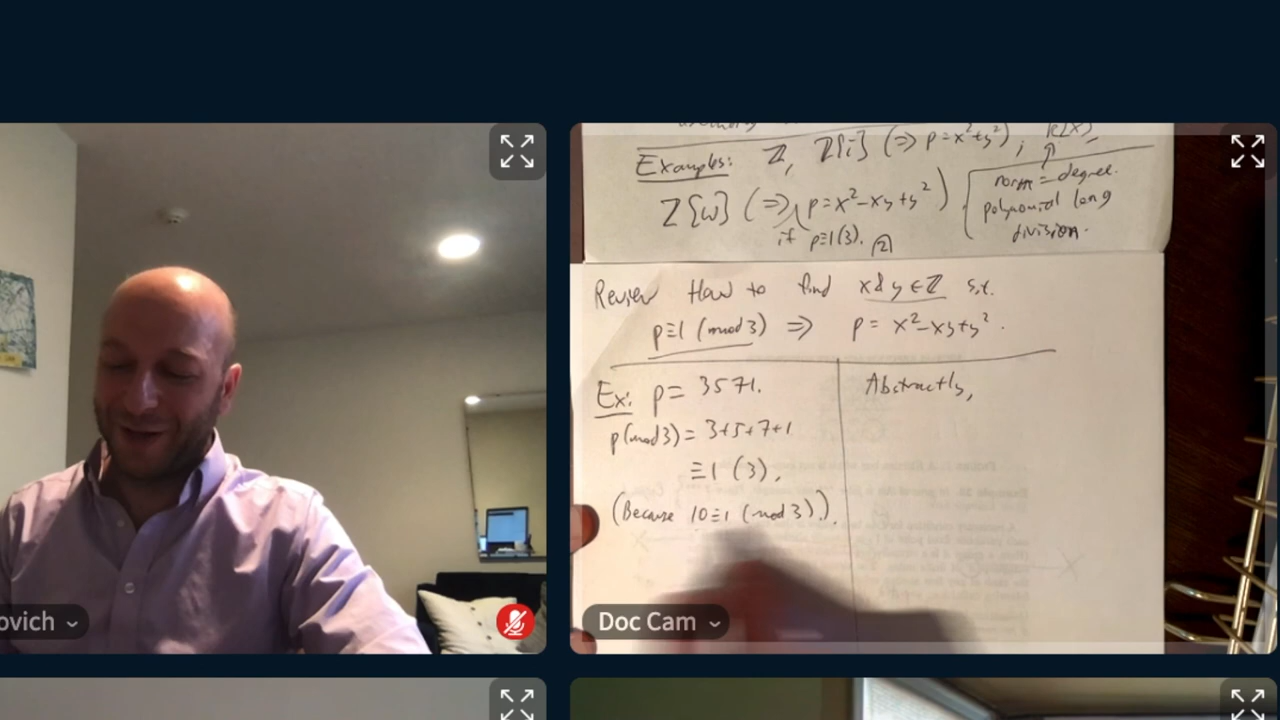 Examples: ℤ, ℤ[i] (⇒ p=x²+y²), k[x],
norm = degree.
ℤ[ω] (⇒ p=x²-xy+y²)
polynomial long
if p≡1(3).
division.
Review How to find x & y ∈ ℤ s.t.
p≡1 (mod 3) ⇒ p = x²-xy+y².
Ex: p = 3571.
Abstractly,
p(mod 3) = 3+5+7+1
≡1 (3),
(Because 10≡1 (mod 3)).
ovich
Doc Cam